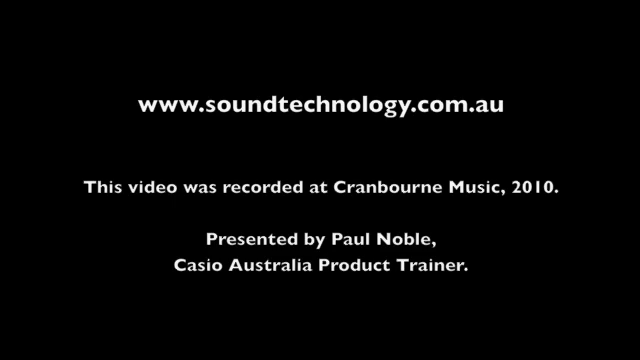 www.soundtechnology.com.au
This video was recorded at Cranbourne Music, 2010.
Presented by Paul Noble,
Casio Australia Product Trainer.